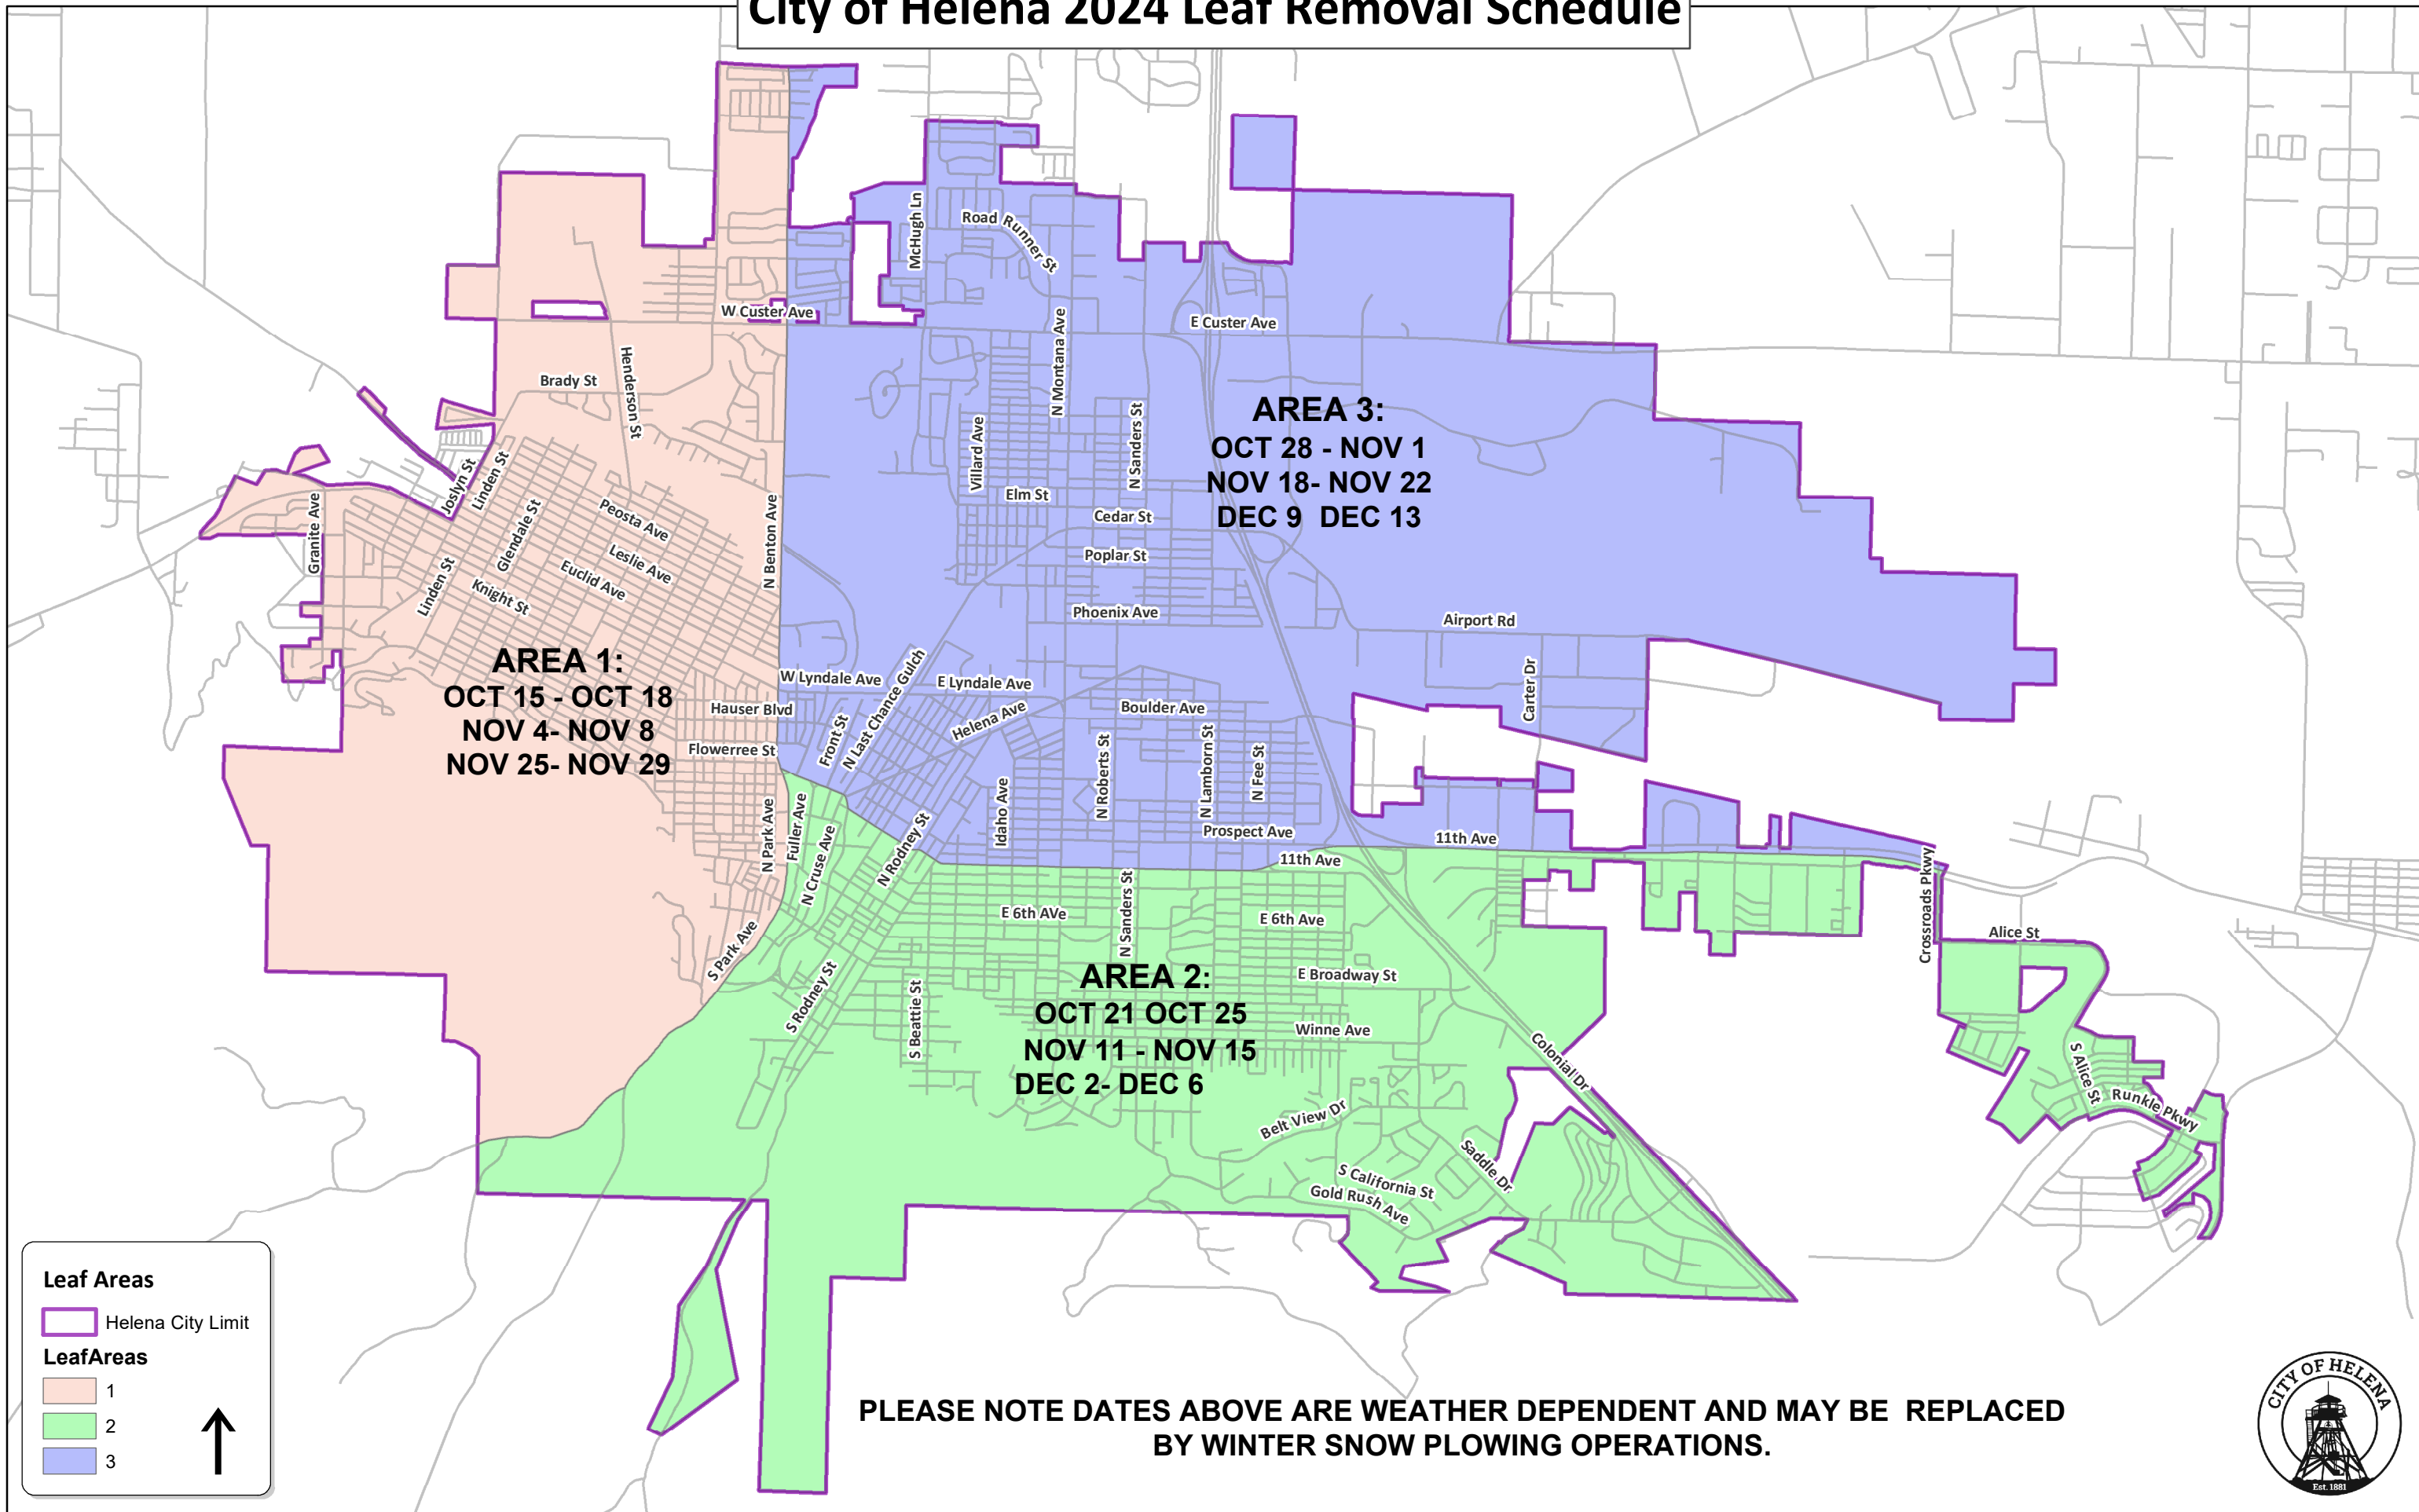 City of Helena 2024 Leaf Removal Schedule
McHugh Ln
Road Runner St
W Custer Ave
E Custer Ave
N Montana Ave
Henderson St
Brady St
Villard Ave
N Sanders St
AREA 3:
OCT 28 - NOV 1
NOV 18- NOV 22
DEC 9 DEC 13
Joslyn St
Linden St
Granite Ave
Glendale St
Peosta Ave
Leslie Ave
Euclid Ave
Knight St
Linden St
N Benton Ave
Elm St
Cedar St
Poplar St
Phoenix Ave
Airport Rd
Carter Dr
AREA 1:
OCT 15 - OCT 18
NOV 4- NOV 8
NOV 25- NOV 29
W Lyndale Ave
E Lyndale Ave
Hauser Blvd
Flowerree St
Front St
N Last Chance Gulch
Helena Ave
Boulder Ave
N Roberts St
N Lamborn St
N Fee St
Idaho Ave
Prospect Ave
11th Ave
11th Ave
N Park Ave
Fuller Ave
N Cruse Ave
N Rodney St
Crossroads Pkwy
E 6th AVe
N Sanders St
E 6th Ave
Alice St
S Park Ave
S Rodney St
S Beattie St
E Broadway St
AREA 2:
OCT 21 OCT 25
NOV 11 - NOV 15
DEC 2- DEC 6
Winne Ave
Colonial Dr
S Alice St
Runkle Pkwy
Belt View Dr
Saddle Dr
S California St
Gold Rush Ave
Leaf Areas
Helena City Limit
LeafAreas
1
2
3
PLEASE NOTE DATES ABOVE ARE WEATHER DEPENDENT AND MAY BE REPLACED
BY WINTER SNOW PLOWING OPERATIONS.
CITY OF HELENA
Est. 1881